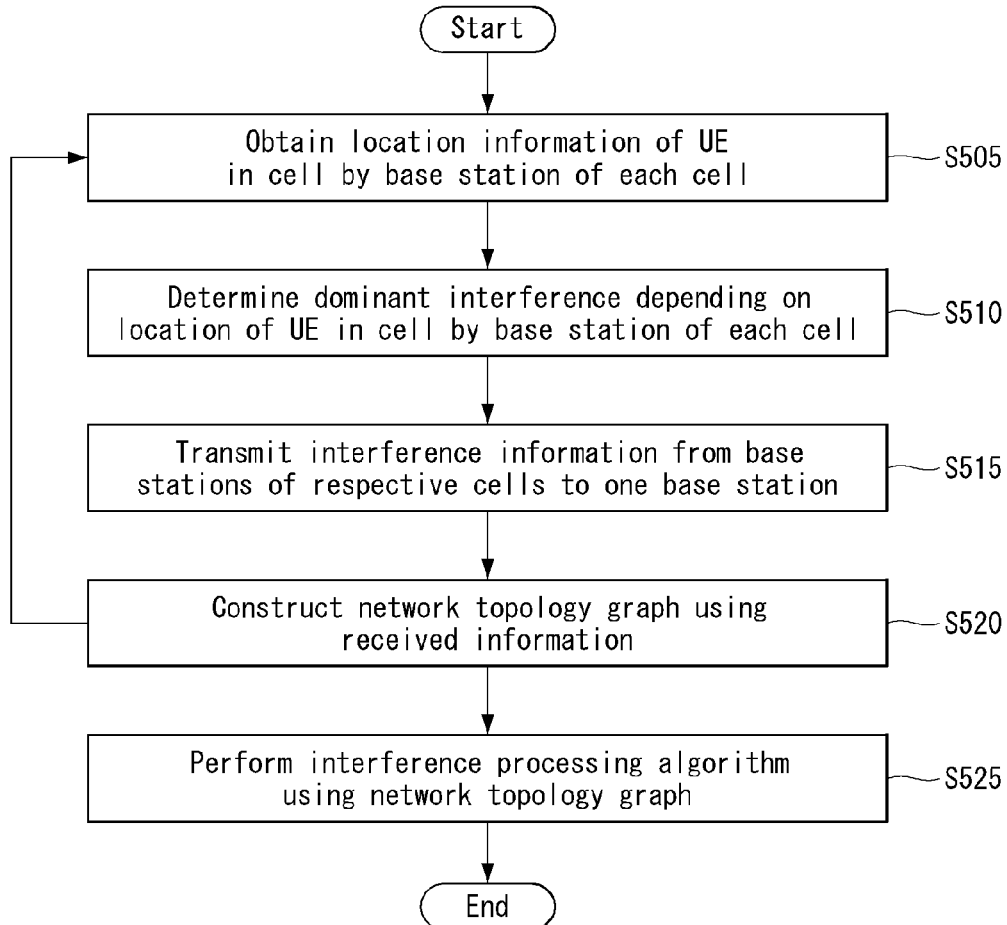 Start
Obtain location information of UE
in cell by base station of each cell
S505
Determine dominant interference depending on
location of UE in cell by base station of each cell
S510
Transmit interference information from base
stations of respective cells to one base station
S515
Construct network topology graph using
received information
S520
Perform interference processing algorithm
using network topology graph
S525
End